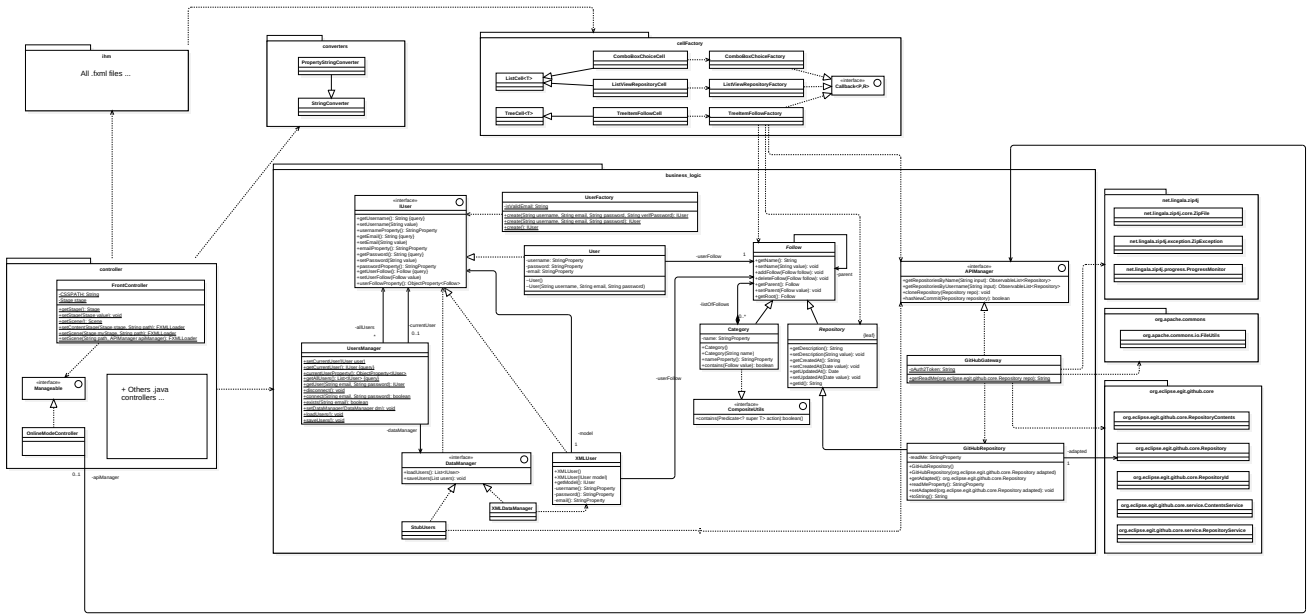 ihm
All .fxml files ...
converters
PropertyStringConverter
StringConverter
cellFactory
ComboBoxChoiceCell
ComboBoxChoiceFactory
ListCell<T>
«interface»
Callback<P,R>
ListViewRepositoryCell
ListViewRepositoryFactory
TreeCell<T>
TreeItemFollowCell
TreeItemFollowFactory
business_logic
«interface»
IUser
+getUsername(): String {query}
+setUsername(String value)
+usernameProperty(): StringProperty
+getEmail(): String {query}
+setEmail(String value)
+emailProperty(): StringProperty
+getPassword(): String {query}
+setPassword(String value)
+passwordProperty(): StringProperty
+getUserFollow(): Follow {query}
+setUserFollow(Follow value)
+userFollowProperty(): ObjectProperty<Follow>
UserFactory
-invalidEmail: String
+create(String username, String email, String password, String verifPassword): IUser
+create(String username, String email, String password): IUser
+create(): IUser
User
-username: StringProperty
-password: StringProperty
-email: StringProperty
-User()
-User(String username, String email, String password)
-userFollow
1
Follow
+getName(): String
+setName(String value): void
+addFollow(Follow follow): void
+deleteFollow(Follow follow): void
+getParent(): Follow
+setParent(Follow value): void
+getRoot(): Follow
-parent
-listOfFollows
0..*
«interface»
APIManager
+getRepositoriesByName(String input): ObservableList<Repository>
+getRepositoriesByUsername(String input): ObservableList<Repository>
+cloneRepository(Repository repo): void
+hasNewCommit(Repository repository): boolean
net.lingala.zip4j
net.lingala.zip4j.core.ZipFile
net.lingala.zip4j.exception.ZipException
net.lingala.zip4j.progress.ProgressMonitor
org.apache.commons
org.apache.commons.io.FileUtils
controller
FrontController
-CSSPATH: String
-Stage stage
+getStage(): Stage
+setStage(Stage value): void
+getScene(): Scene
+setContentStage(Stage stage, String path): FXMLLoader
+setScene(Stage myStage, String path): FXMLLoader
+setScene(String path, APIManager apiManager): FXMLLoader
«interface»
Manageable
+ Others .java
controllers ...
OnlineModeController
0..1
-apiManager
-allUsers
*
-currentUser
0..1
UsersManager
+setCurrentUser(IUser user)
+getCurrentUser(): IUser {query}
+currentUserProperty(): ObjectProperty<IUser>
+getAllUsers(): List<IUser> {query}
+getUser(String email, String password): IUser
+disconnect(): void
+connect(String email, String password): boolean
+exists(String email): boolean
+setDataManager(DataManager dm): void
+loadUsers(): void
+saveUsers(): void
-dataManager
«interface»
DataManager
+loadUsers(): List<IUser>
+saveUsers(List users): void
StubUsers
XMLDataManager
-model
1
XMLUser
+XMLUser()
+XMLUser(IUser model)
+getModel(): IUser
-username(): StringProperty
-password(): StringProperty
-email(): StringProperty
-userFollow
Category
-name: StringProperty
+Category()
+Category(String name)
+nameProperty(): StringProperty
+contains(Follow value): boolean
Repository
{leaf}
+getDescription(): String
+setDescription(String value): void
+getCreatedAt(): String
+setCreatedAt(Date value): void
+getUpdatedAt(): Date
+setUpdatedAt(Date value): void
+getId(): String
«interface»
CompositeUtils
+contains(Predicate<? super T> action):boolean()
GitHubGateway
-oAuth2Token: String
+getReadMe(org.eclipse.egit.github.core.Repository repo): String
GitHubRepository
-readMe: StringProperty
+GitHubRepository()
+GitHubRepository(org.eclipse.egit.github.core.Repository adapted)
+getAdapted(): org.eclipse.egit.github.core.Repository
+readMeProperty(): StringProperty
+setAdapted(org.eclipse.egit.github.core.Repository adapted): void
+toString(): String
-adapted
1
org.eclipse.egit.github.core
org.eclipse.egit.github.core.RepositoryContents
org.eclipse.egit.github.core.Repository
org.eclipse.egit.github.core.RepositoryId
org.eclipse.egit.github.core.service.ContentsService
org.eclipse.egit.github.core.service.RepositoryService